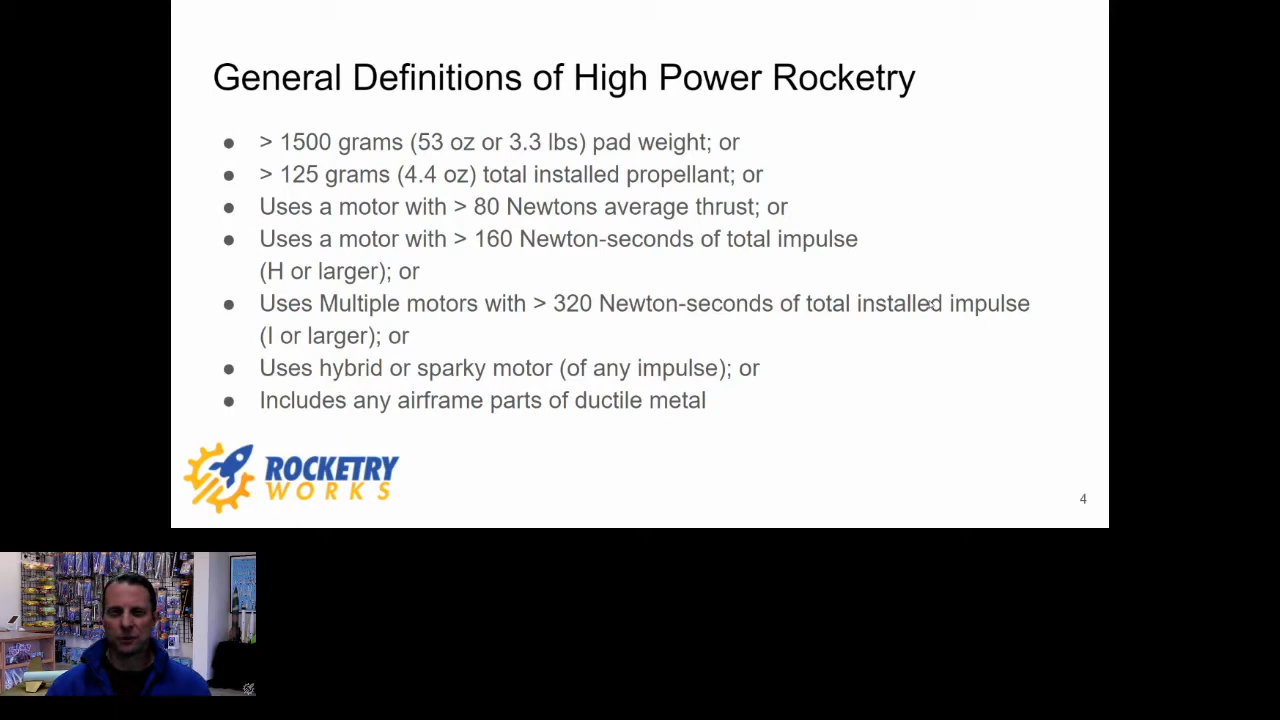 General Definitions of High Power Rocketry
● > 1500 grams (53 oz or 3.3 lbs) pad weight; or
● > 125 grams (4.4 oz) total installed propellant; or
● Uses a motor with > 80 Newtons average thrust; or
● Uses a motor with > 160 Newton-seconds of total impulse
(H or larger); or
● Uses Multiple motors with > 320 Newton-seconds of total installed impulse
(I or larger); or
● Uses hybrid or sparky motor (of any impulse); or
● Includes any airframe parts of ductile metal
ROCKETRY
WORKS
4